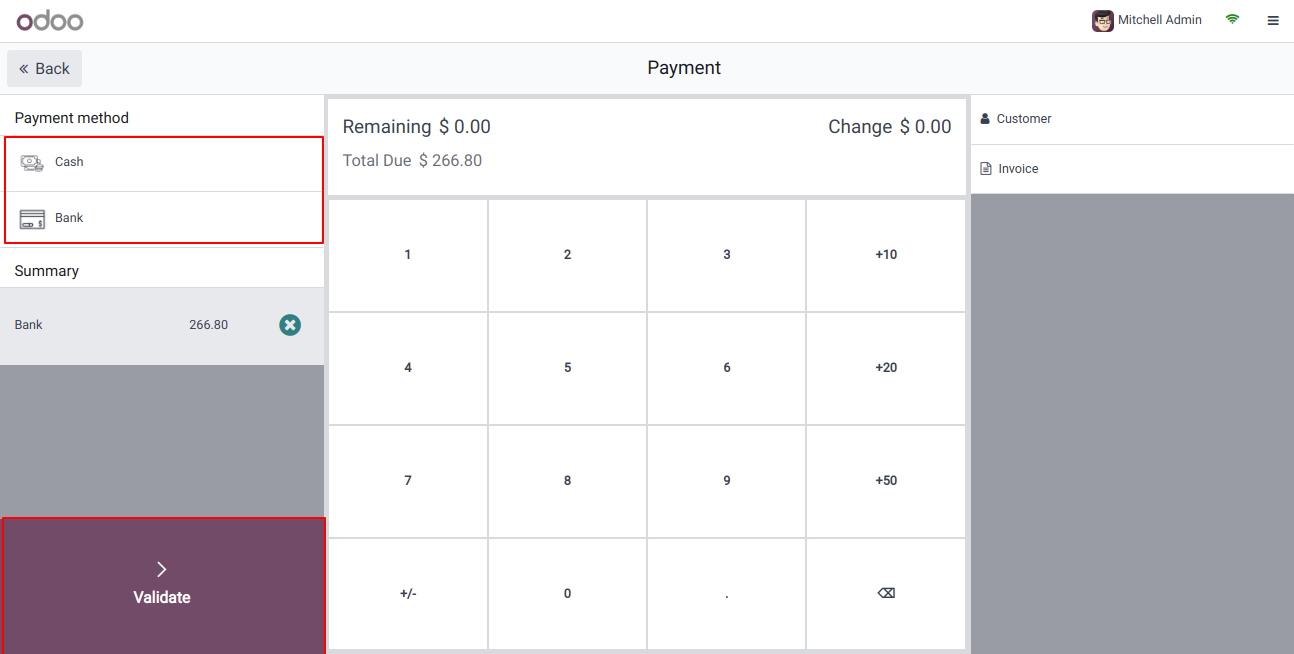 odoo
Mitchell Admin
« Back
Payment
Payment method
Cash
Bank
Summary
Bank 266.80
Validate
Remaining $ 0.00
Change $ 0.00
Total Due $ 266.80
1 2 3 +10
4 5 6 +20
7 8 9 +50
+/- 0 .
Customer
Invoice